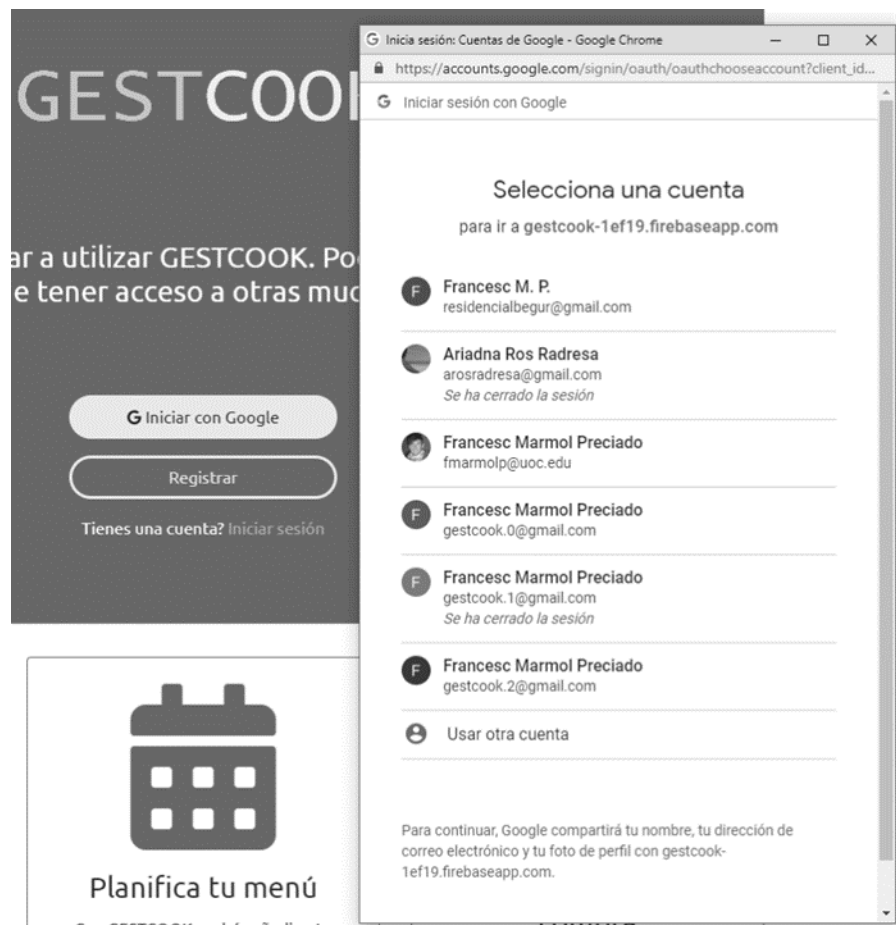 GESTCOO
ar a utilizar GESTCOOK. Po
e tener acceso a otras muc
G Iniciar con Google
Registrar
Tienes una cuenta? Iniciar sesión
Planifica tu menú
G Inicia sesión: Cuentas de Google - Google Chrome
https://accounts.google.com/signin/oauth/oauthchooseaccount?client_id...
G Iniciar sesión con Google
Selecciona una cuenta
para ir a gestcook-1ef19.firebaseapp.com
F Francesc M. P.
residencialbegur@gmail.com
Ariadna Ros Radresa
arosradresa@gmail.com
Se ha cerrado la sesión
Francesc Marmol Preciado
fmarmolp@uoc.edu
F Francesc Marmol Preciado
gestcook.0@gmail.com
F Francesc Marmol Preciado
gestcook.1@gmail.com
Se ha cerrado la sesión
F Francesc Marmol Preciado
gestcook.2@gmail.com
Usar otra cuenta
Para continuar, Google compartirá tu nombre, tu dirección de
correo electrónico y tu foto de perfil con gestcook-
1ef19.firebaseapp.com.